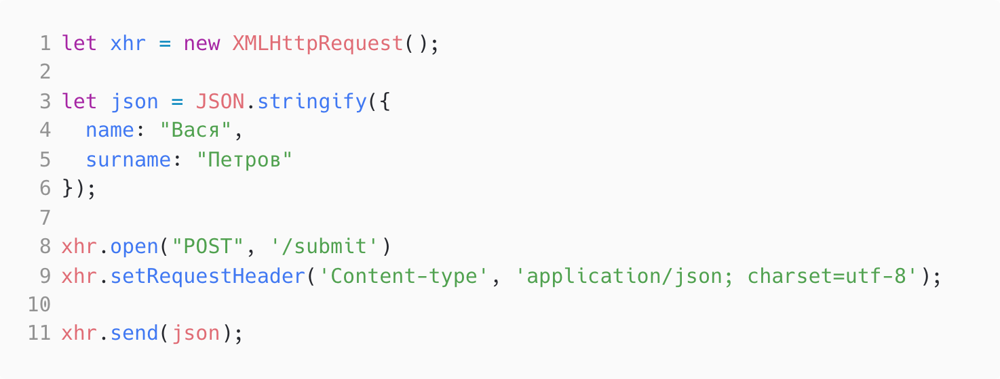 1 let xhr = new XMLHttpRequest();
2
3 let json = JSON.stringify({
4   name: "Вася",
5   surname: "Петров"
6 });
7
8 xhr.open("POST", '/submit')
9 xhr.setRequestHeader('Content-type', 'application/json; charset=utf-8');
10
11 xhr.send(json);